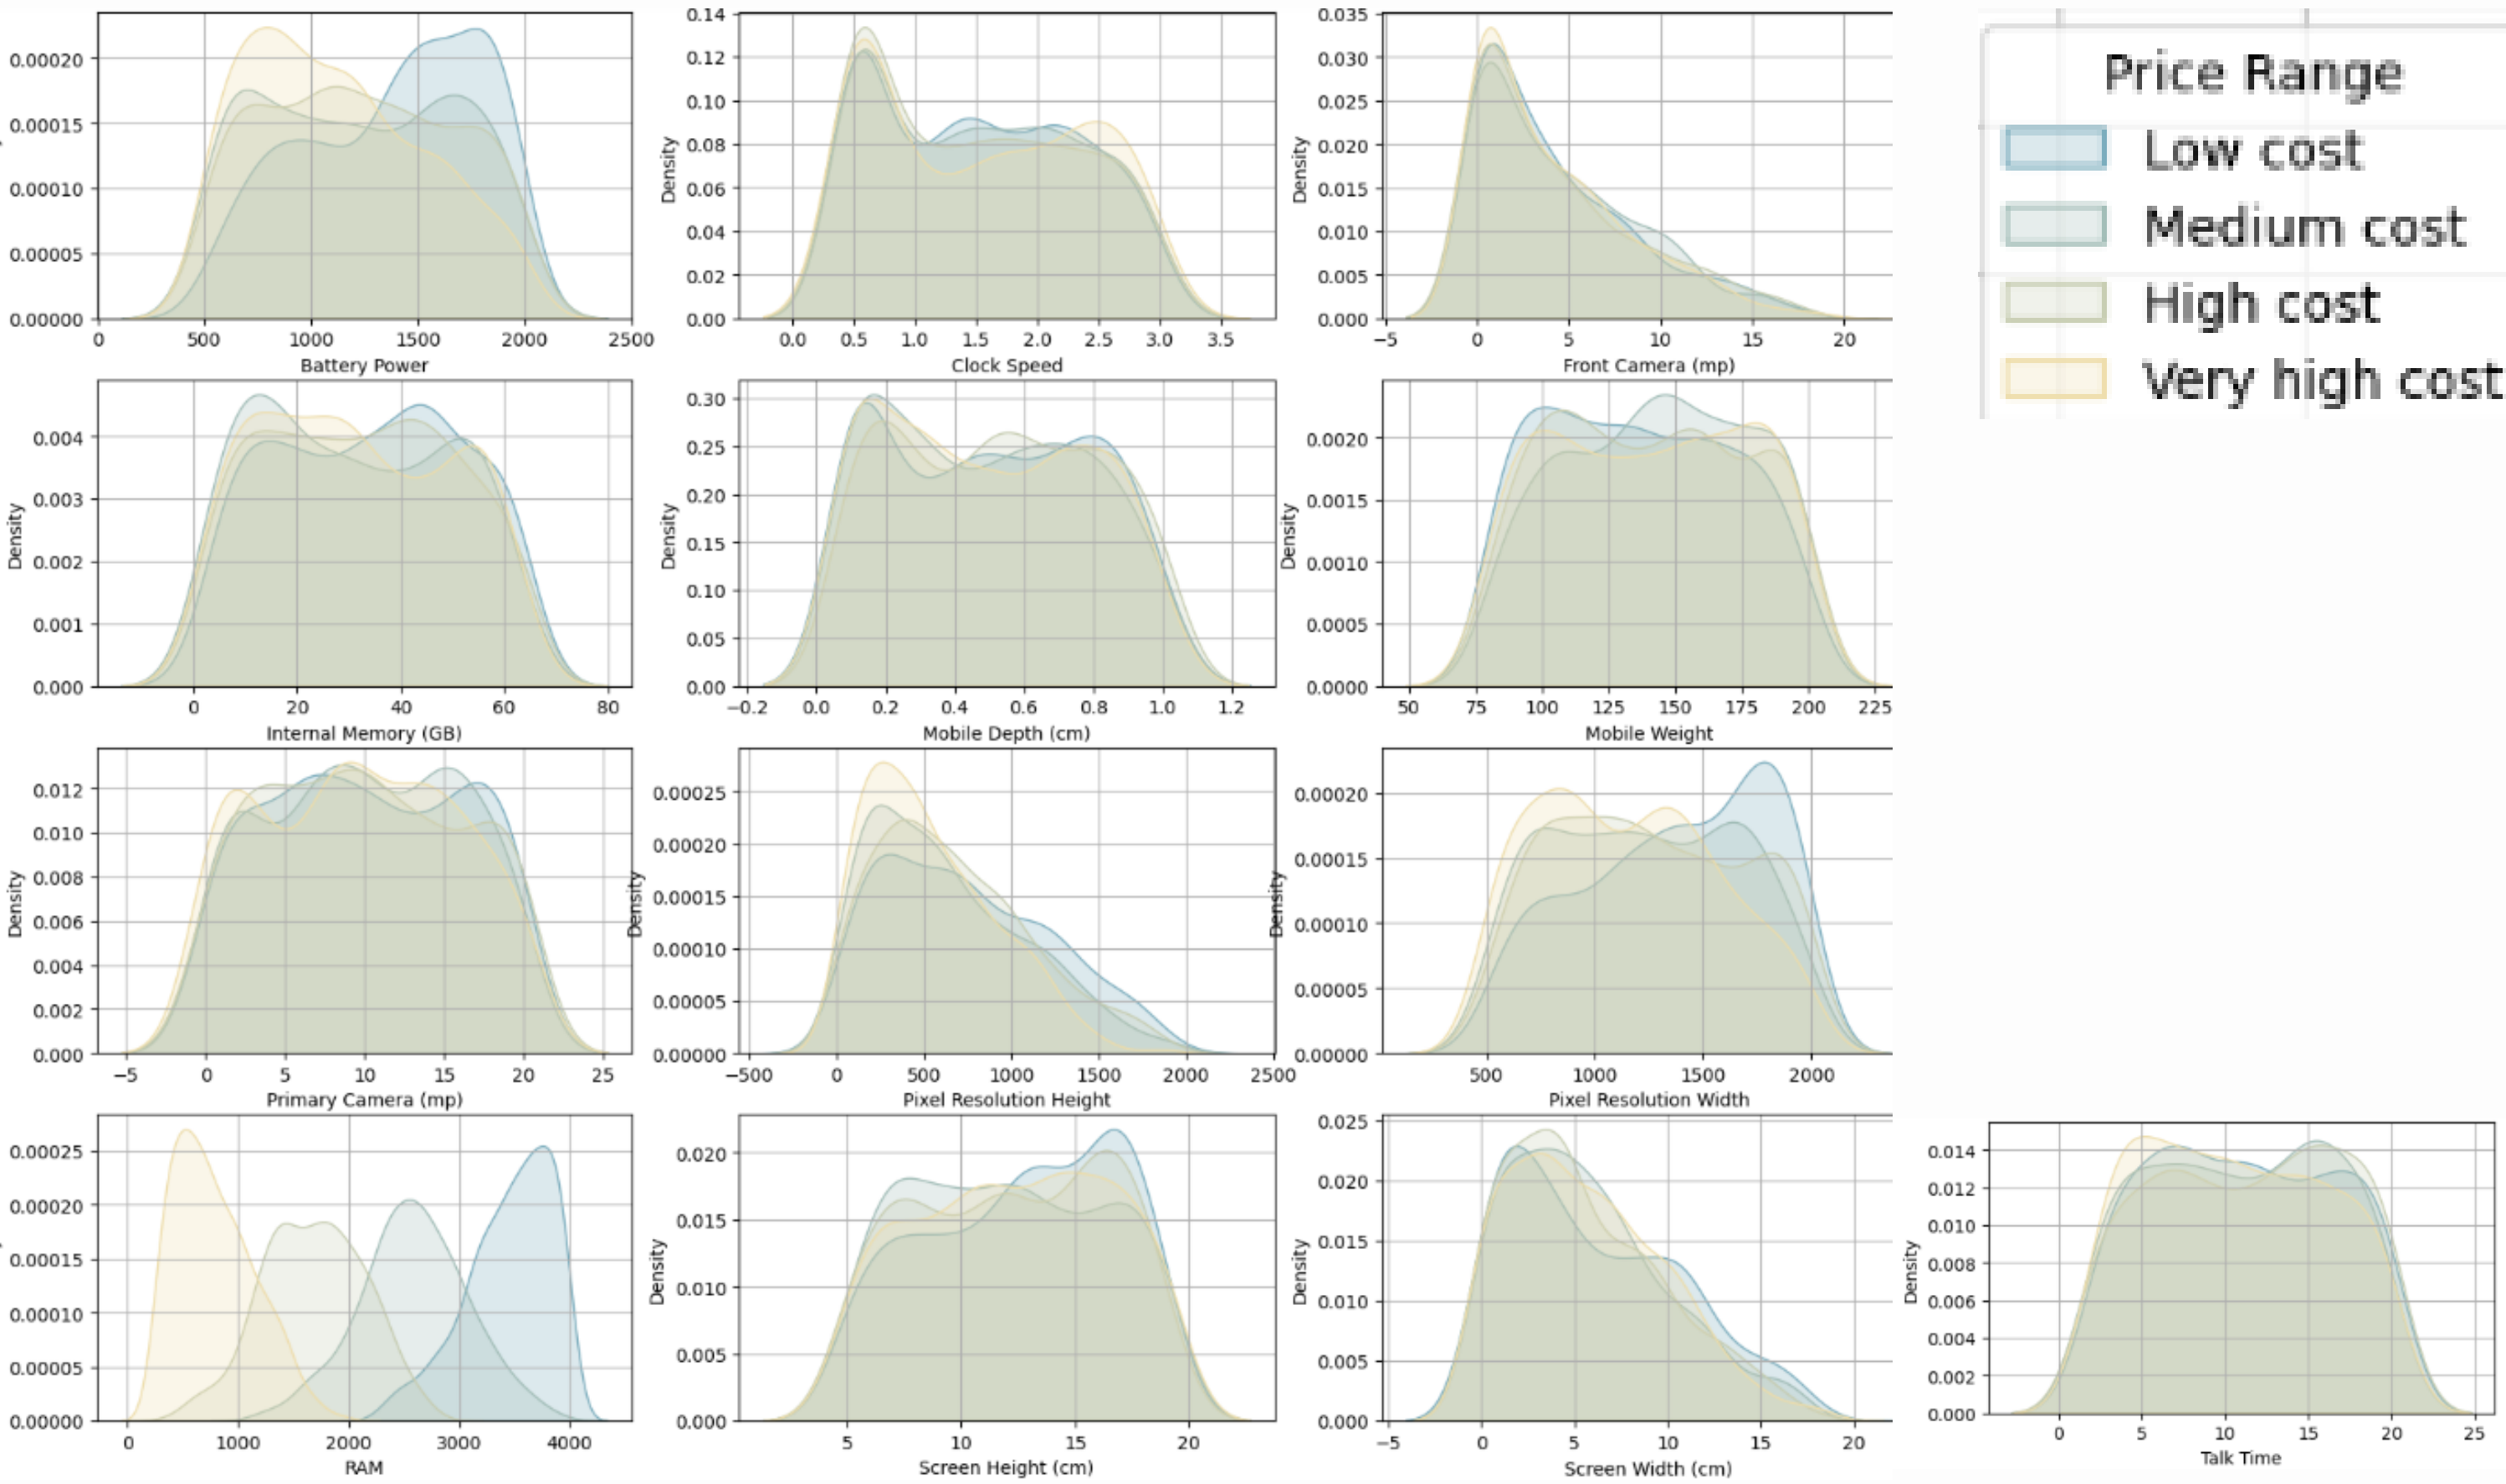 0.00020
0.00015
0.00010
0.00005
0.00000
0 500 1000 1500 2000 2500
Battery Power
Density
0.14
0.12
0.10
0.08
0.06
0.04
0.02
0.00
0.0 0.5 1.0 1.5 2.0 2.5 3.0 3.5
Clock Speed
Density
0.035
0.030
0.025
0.020
0.015
0.010
0.005
0.000
−5 0 5 10 15 20
Front Camera (mp)
Price Range
Low cost
Medium cost
High cost
Very high cost
Density
0.004
0.003
0.002
0.001
0.000
0 20 40 60 80
Internal Memory (GB)
Density
0.30
0.25
0.20
0.15
0.10
0.05
0.00
−0.2 0.0 0.2 0.4 0.6 0.8 1.0 1.2
Mobile Depth (cm)
Density
0.0020
0.0015
0.0010
0.0005
0.0000
50 75 100 125 150 175 200 225
Mobile Weight
Density
0.012
0.010
0.008
0.006
0.004
0.002
0.000
−5 0 5 10 15 20 25
Primary Camera (mp)
Density
0.00025
0.00020
0.00015
0.00010
0.00005
0.00000
−500 0 500 1000 1500 2000 2500
Pixel Resolution Height
Density
0.00020
0.00015
0.00010
0.00005
0.00000
500 1000 1500 2000
Pixel Resolution Width
0.00025
0.00020
0.00015
0.00010
0.00005
0.00000
0 1000 2000 3000 4000
RAM
Density
0.020
0.015
0.010
0.005
0.000
5 10 15 20
Screen Height (cm)
Density
0.025
0.020
0.015
0.010
0.005
0.000
−5 0 5 10 15 20
Screen Width (cm)
Density
0.014
0.012
0.010
0.008
0.006
0.004
0.002
0.000
0 5 10 15 20 25
Talk Time